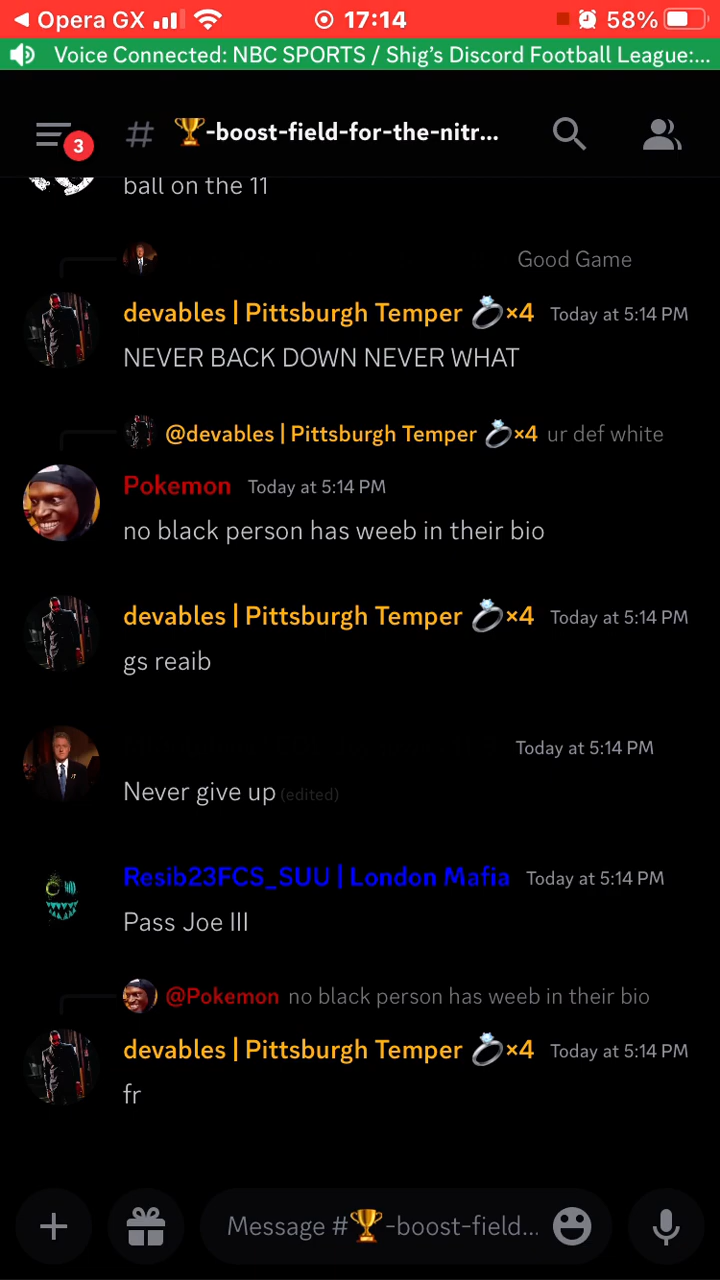 ◀ Opera GX 17:14 58%
Voice Connected: NBC SPORTS / Shig's Discord Football League:...
3 # 🏆-boost-field-for-the-nitr...
ball on the 11
Good Game
devables | Pittsburgh Temper 💍×4 Today at 5:14 PM
NEVER BACK DOWN NEVER WHAT
@devables | Pittsburgh Temper 💍×4 ur def white
Pokemon Today at 5:14 PM
no black person has weeb in their bio
devables | Pittsburgh Temper 💍×4 Today at 5:14 PM
gs reaib
Today at 5:14 PM
Never give up (edited)
Resib23FCS_SUU | London Mafia Today at 5:14 PM
Pass Joe III
@Pokemon no black person has weeb in their bio
devables | Pittsburgh Temper 💍×4 Today at 5:14 PM
fr
Message #🏆-boost-field...